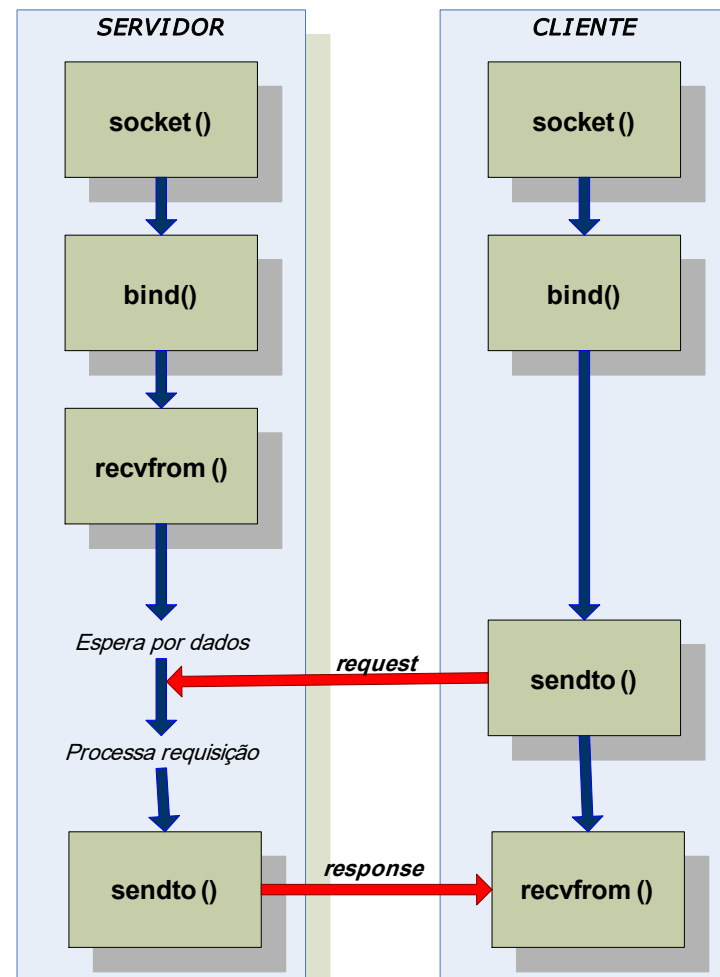 SERVIDOR
socket ()
bind()
recvfrom ()
Espera por dados
Processa requisição
sendto ()
request
response
CLIENTE
socket ()
bind()
sendto ()
recvfrom ()